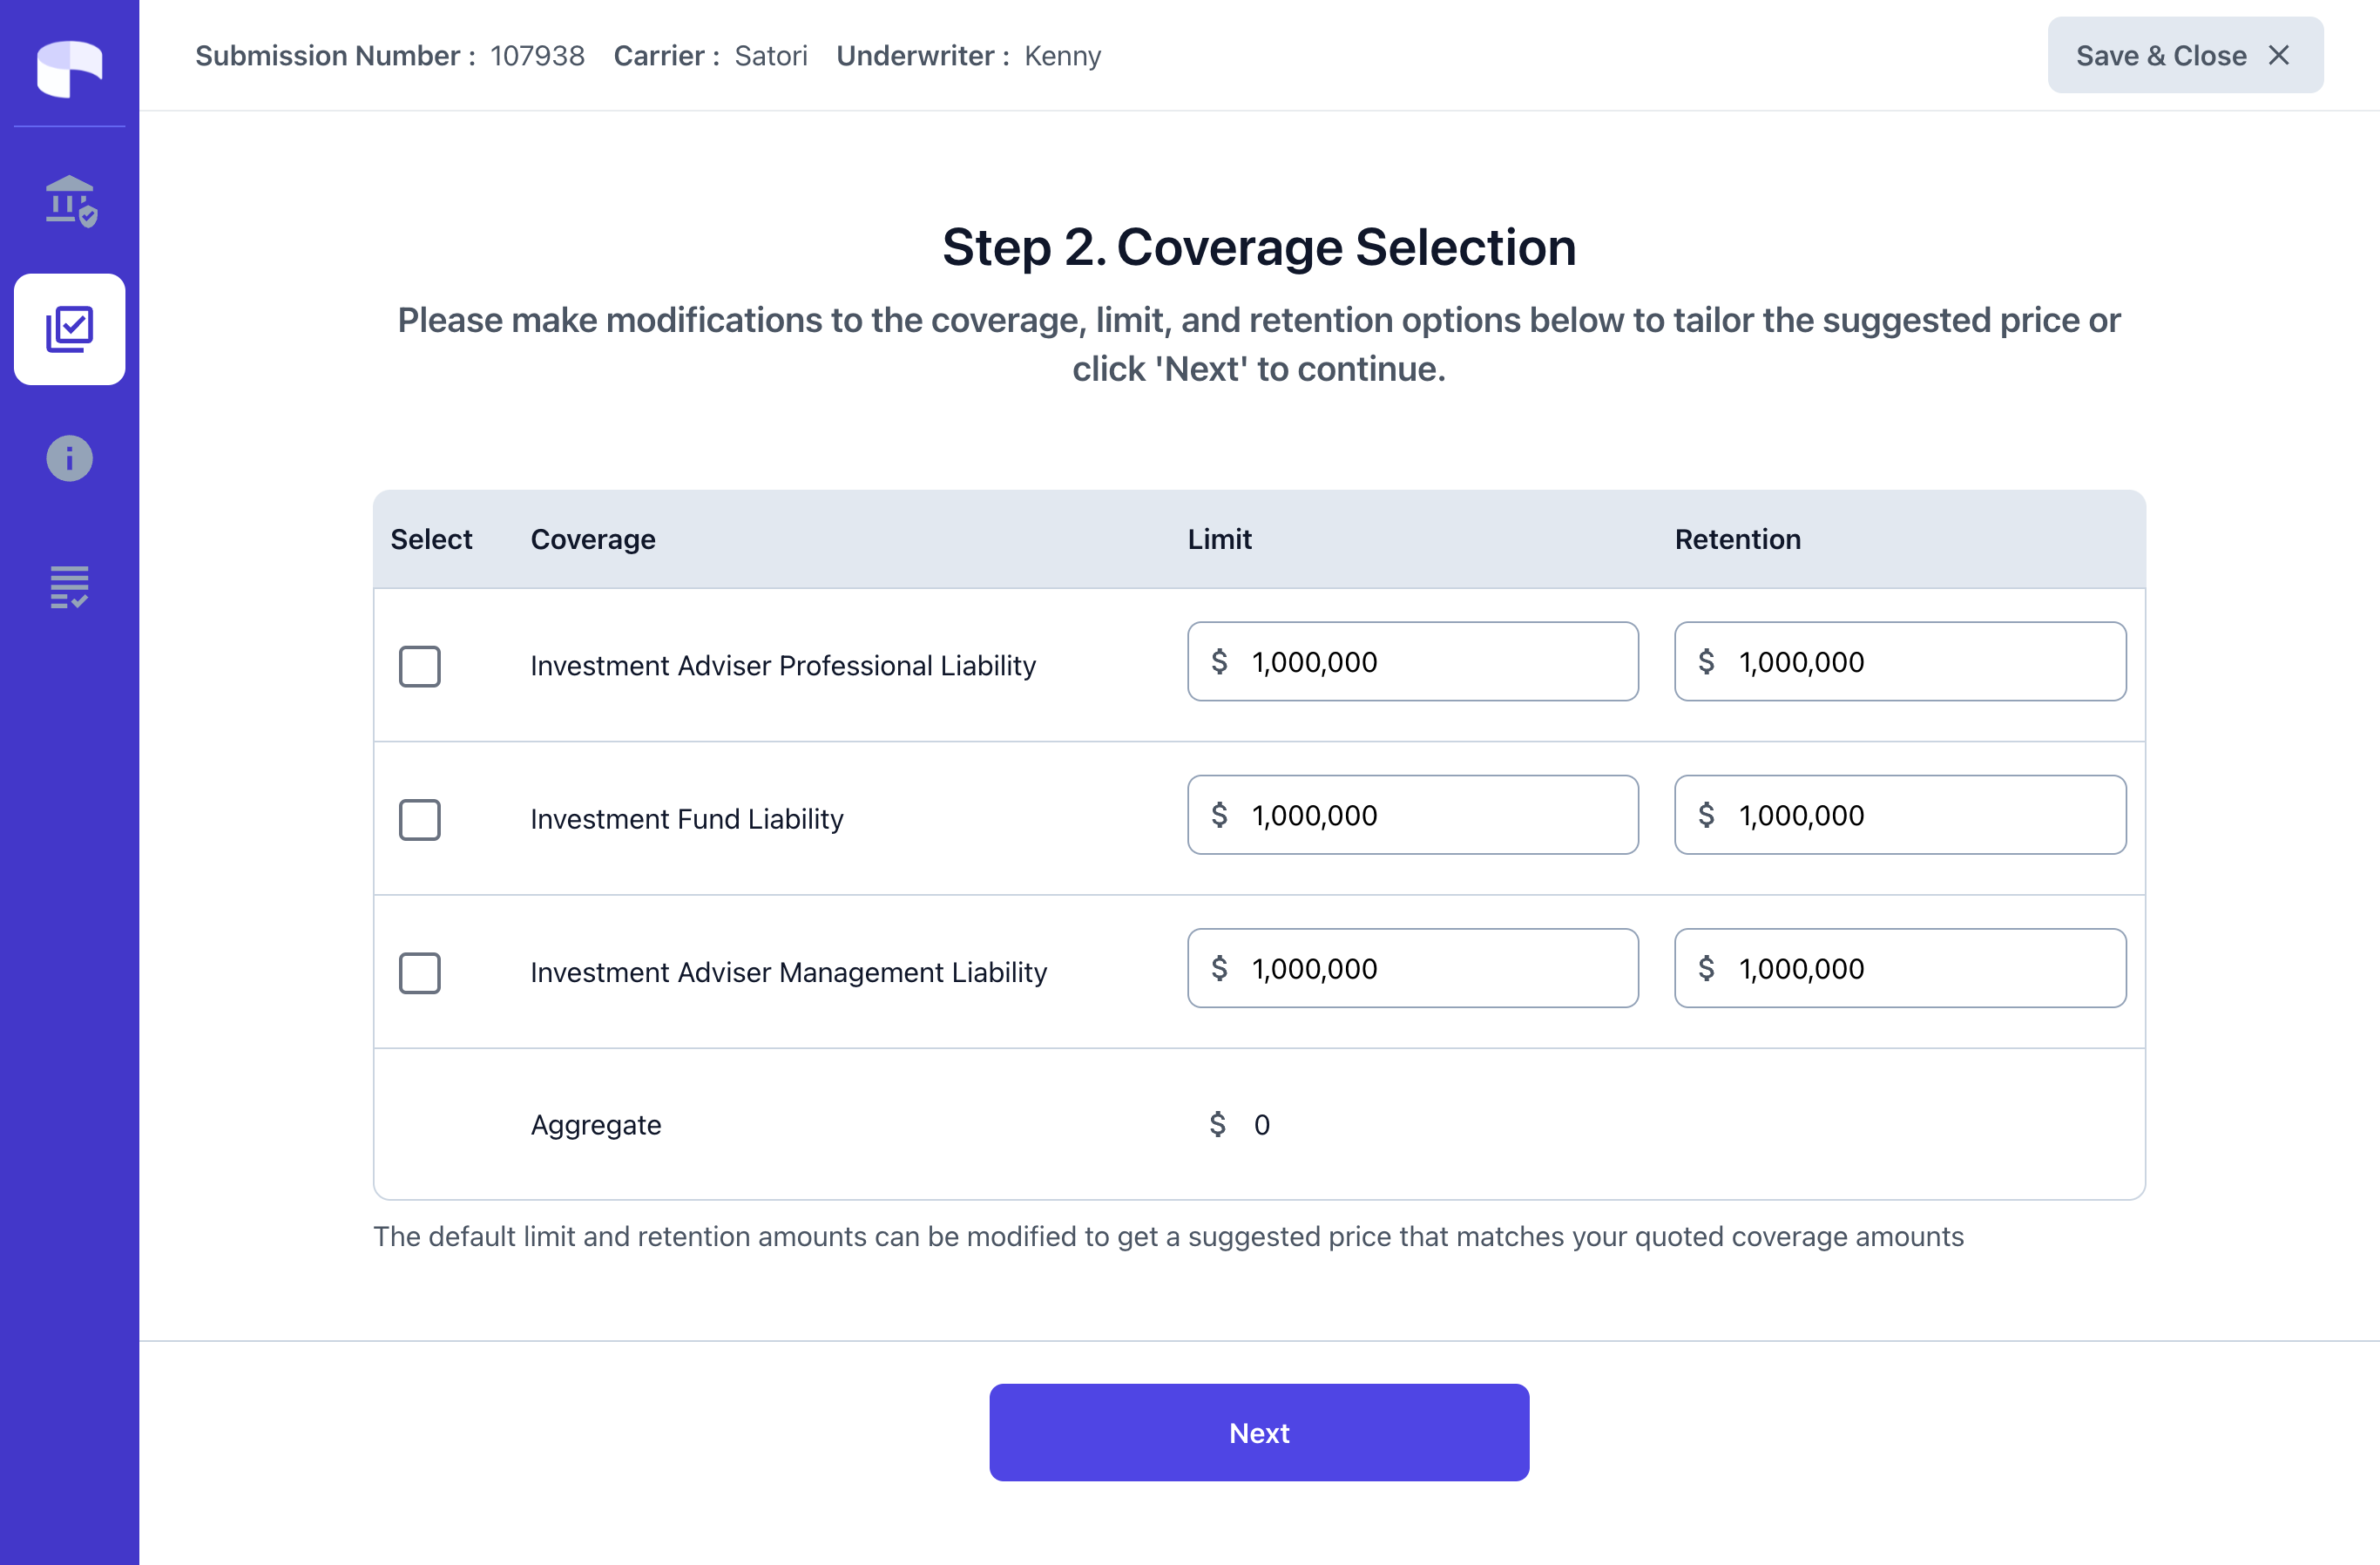 Submission Number : 107938 Carrier : Satori Underwriter : Kenny
Save & Close
Step 2. Coverage Selection
Please make modifications to the coverage, limit, and retention options below to tailor the suggested price or
click 'Next' to continue.
Select Coverage Limit Retention
Investment Adviser Professional Liability $ 1,000,000 $ 1,000,000
Investment Fund Liability $ 1,000,000 $ 1,000,000
Investment Adviser Management Liability $ 1,000,000 $ 1,000,000
Aggregate $ 0
The default limit and retention amounts can be modified to get a suggested price that matches your quoted coverage amounts
Next